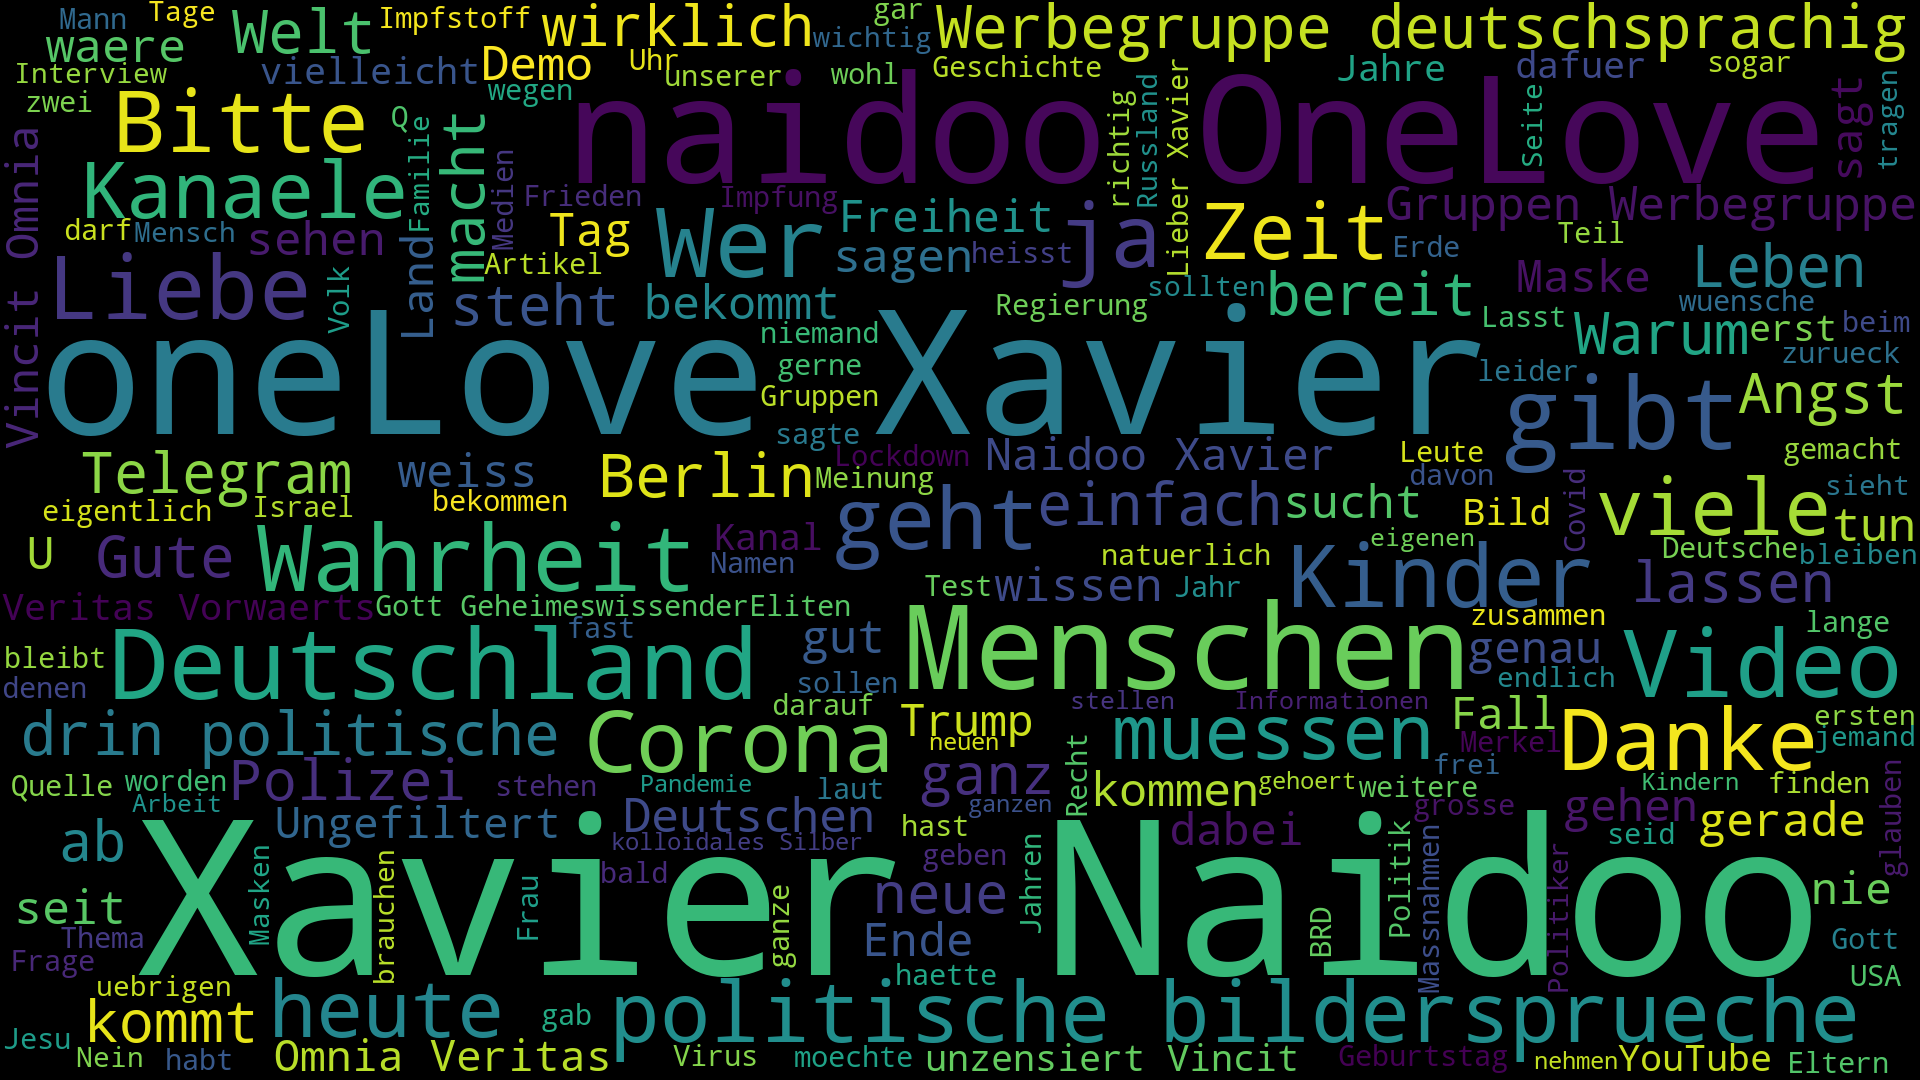 Mann Tage Impfstoff wirklich gar wichtig Werbegruppe deutschsprachig
waere Welt vielleicht Demo Uhr unserer wohl Geschichte Jahre dafuer sogar
Interview zwei Bitte Q wegen naidoo OneLove
Vincit Omnia Kanaele Familie macht Medien richtig Russland Lieber Xavier Seite sagt tragen
Frieden Impfung Gruppen Werbegruppe
darf Mensch sehen Tag Wer Freiheit ja Zeit Erde Teil
Artikel sagen heisst
Liebe Volk Land steht bekommt Regierung sollten bereit Maske Leben
wuensche
oneLove Xavier niemand Lasst Warum erst beim
gerne zurueck
Gruppen leider gibt Angst
sagte
Telegram weiss Berlin Lockdown Naidoo Xavier Leute gemacht
Meinung davon
eigentlich Israel bekommen geht einfach sucht Bild Covid viele sieht
U Gute Wahrheit Kanal natuerlich eigenen tun
Namen Deutsche bleiben
Test wissen Jahr Kinder lassen
Veritas Vorwaerts Gott GeheimeswissenderEliten zusammen
bleibt Deutschland fast gut Menschen genau Video lange
denen sollen endlich
drin politische darauf stellen Informationen
Corona Trump muessen Fall Danke ersten
neuen Merkel jemand
Quelle worden Polizei stehen Pandemie laut ganz Recht kommen gehoert weitere frei Kindern finden
Arbeit ganzen grosse
ab Ungefiltert Deutschen hast dabei gehen seid gerade glauben
kolloidales Silber geben
Xavier Naidoo
Masken brauchen Frau bald ganze neue Jahren BRD Politik Massnahmen Politiker nie
seit
Thema Ende Gott
Frage haette USA
uebrigen
kommt heute gab politische bildersprueche
Jesu
Nein habt Omnia Veritas Virus moechte unzensiert Vincit Geburtstag nehmen YouTube Eltern